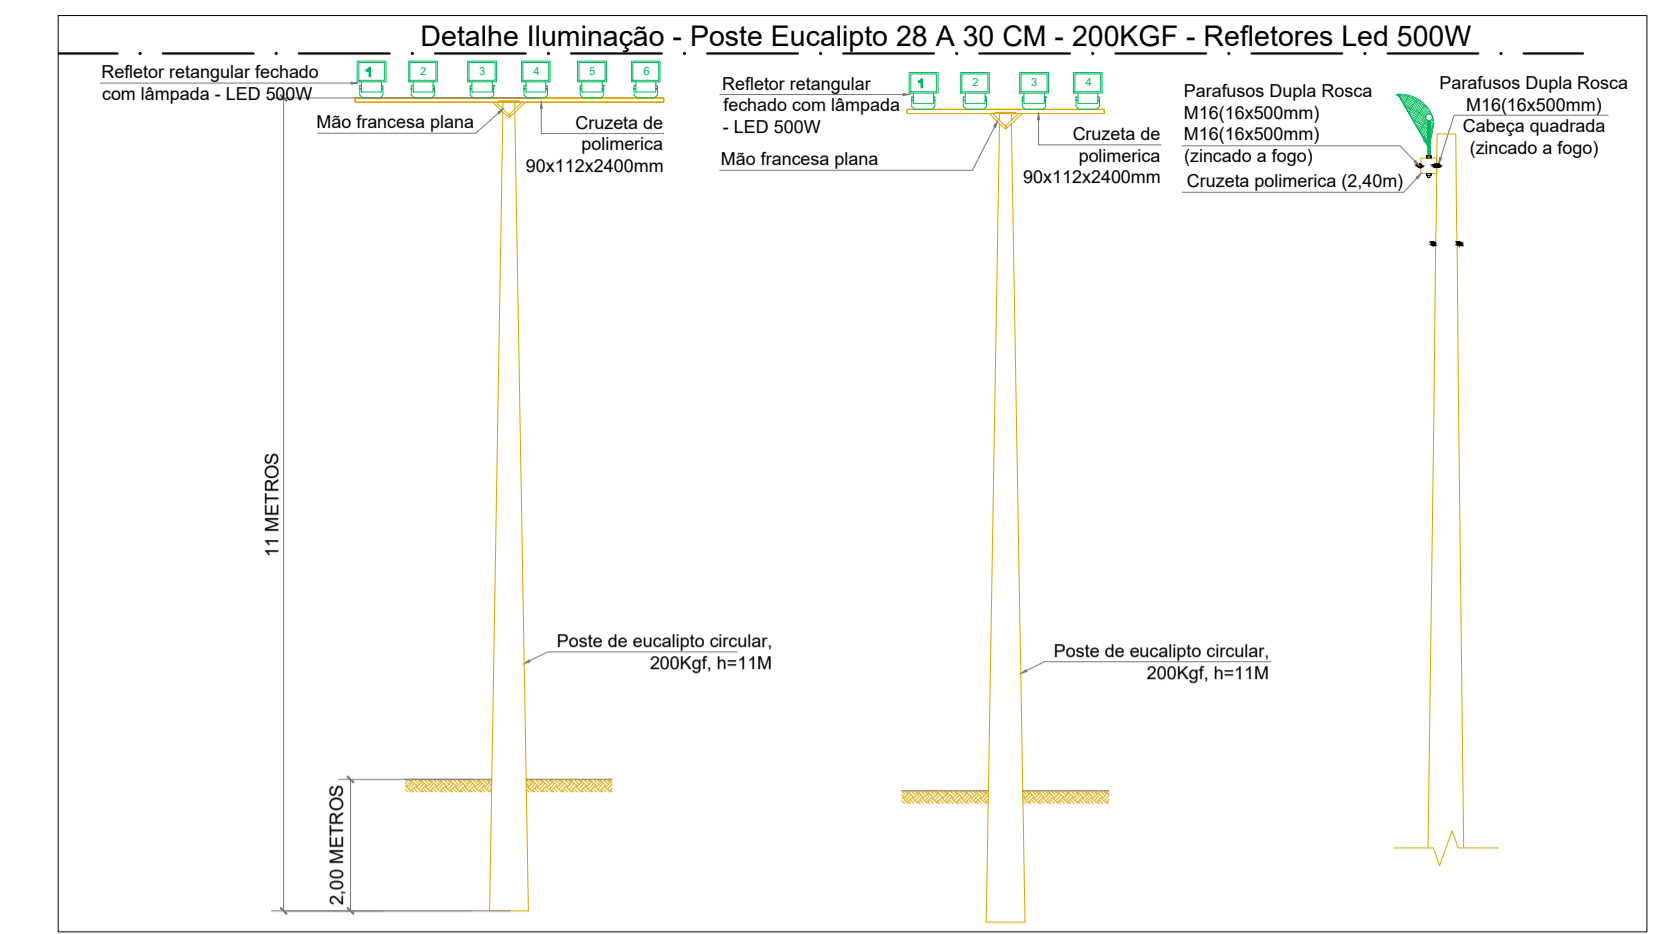 Detalhe Iluminação - Poste Eucalipto 28 A 30 CM - 200KGF - Refletores Led 500W
Refletor retangular fechado
com lâmpada - LED 500W
1
2
3
4
5
6
Mão francesa plana
Cruzeta de
polimerica
90x112x2400mm
11 METROS
2,00 METROS
Poste de eucalipto circular,
200Kgf, h=11M
Refletor retangular
fechado com lâmpada
- LED 500W
1
2
3
4
Mão francesa plana
Cruzeta de
polimerica
90x112x2400mm
Poste de eucalipto circular,
200Kgf, h=11M
Parafusos Dupla Rosca
M16(16x500mm)
M16(16x500mm)
(zincado a fogo)
Cruzeta polimerica (2,40m)
Parafusos Dupla Rosca
M16(16x500mm)
Cabeça quadrada
(zincado a fogo)